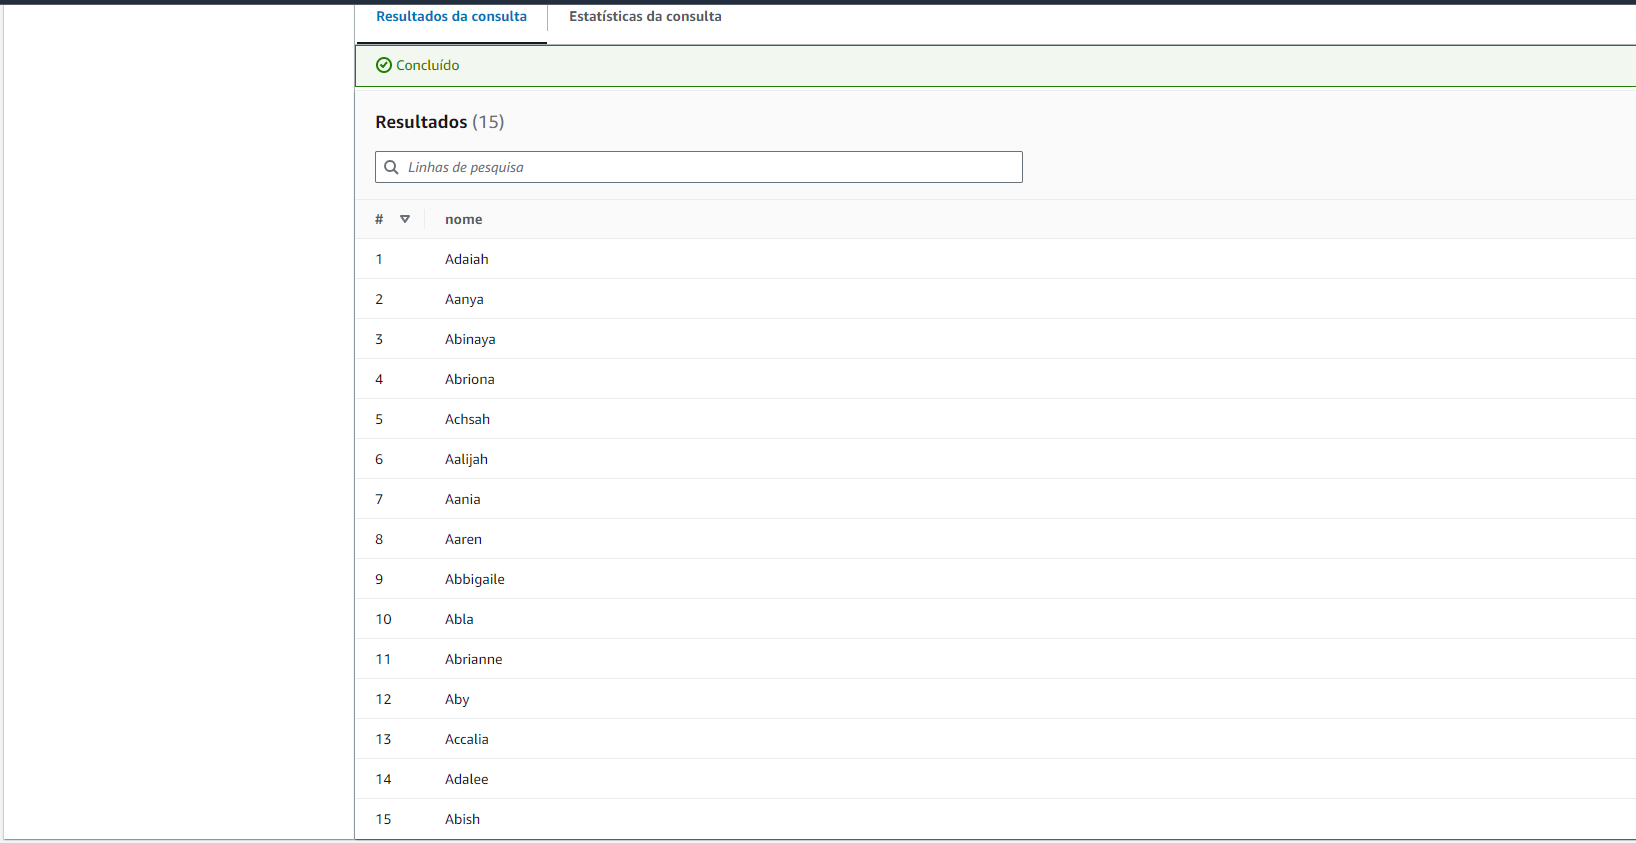 Resultados da consulta Estatísticas da consulta
Concluído
Resultados (15)
Linhas de pesquisa
# nome
1 Adaiah
2 Aanya
3 Abinaya
4 Abriona
5 Achsah
6 Aalijah
7 Aania
8 Aaren
9 Abbigaile
10 Abla
11 Abrianne
12 Aby
13 Accalia
14 Adalee
15 Abish